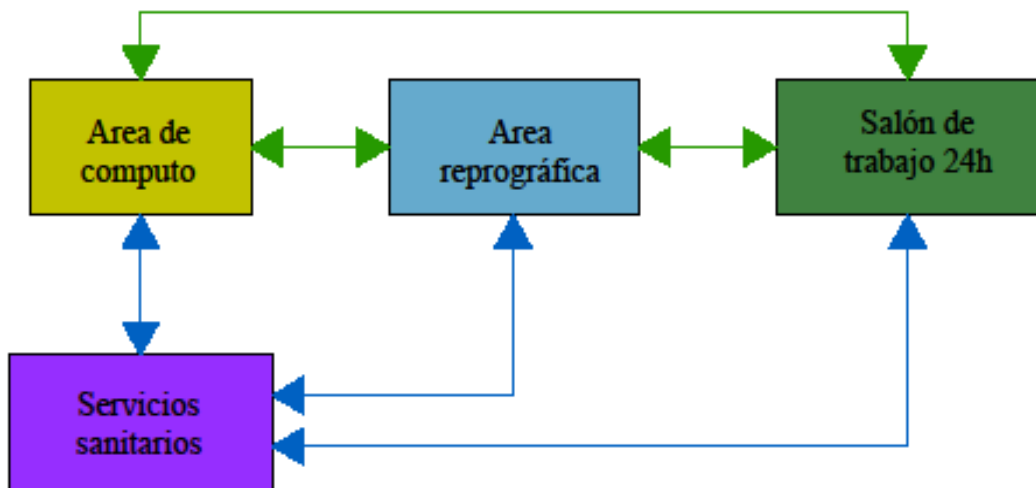 Area de
computo
Area
reprográfica
Salón de
trabajo 24h
Servicios
sanitarios